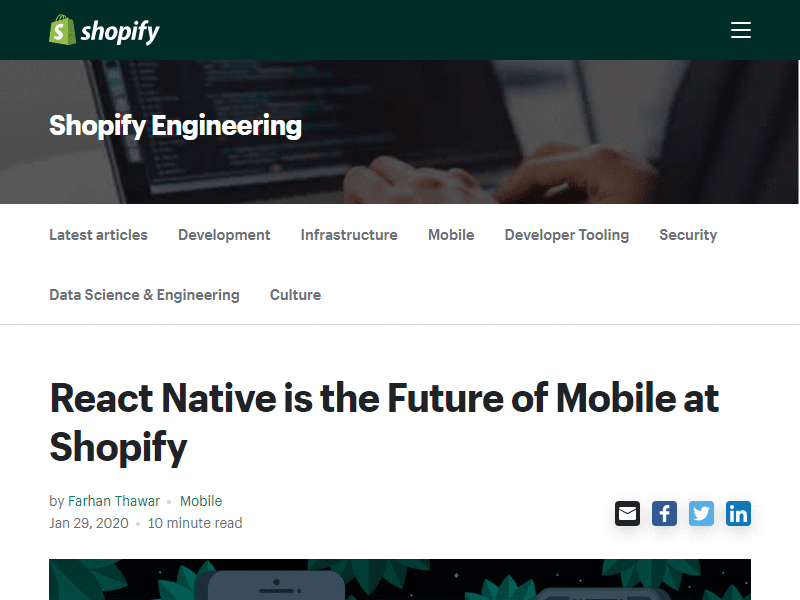 shopify
Shopify Engineering
Latest articles Development Infrastructure Mobile Developer Tooling Security
Data Science & Engineering Culture
React Native is the Future of Mobile at
Shopify
by Farhan Thawar • Mobile
Jan 29, 2020 • 10 minute read